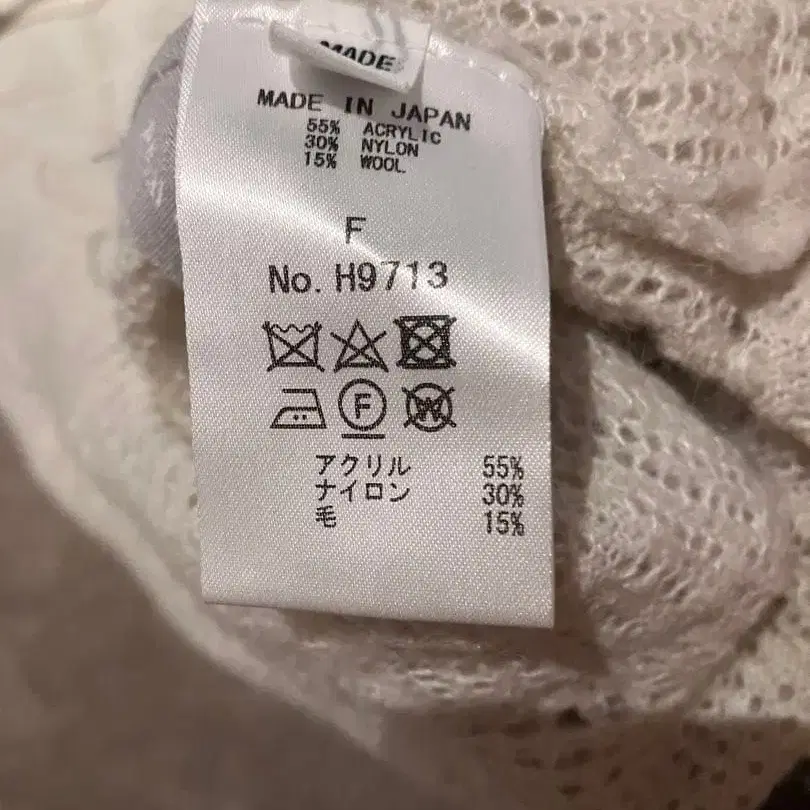 MADE
MADE IN JAPAN
55% ACRYLIC
30% NYLON
15% WOOL
F
No. H9713
F W
アクリル 55%
ナイロン 30%
毛 15%